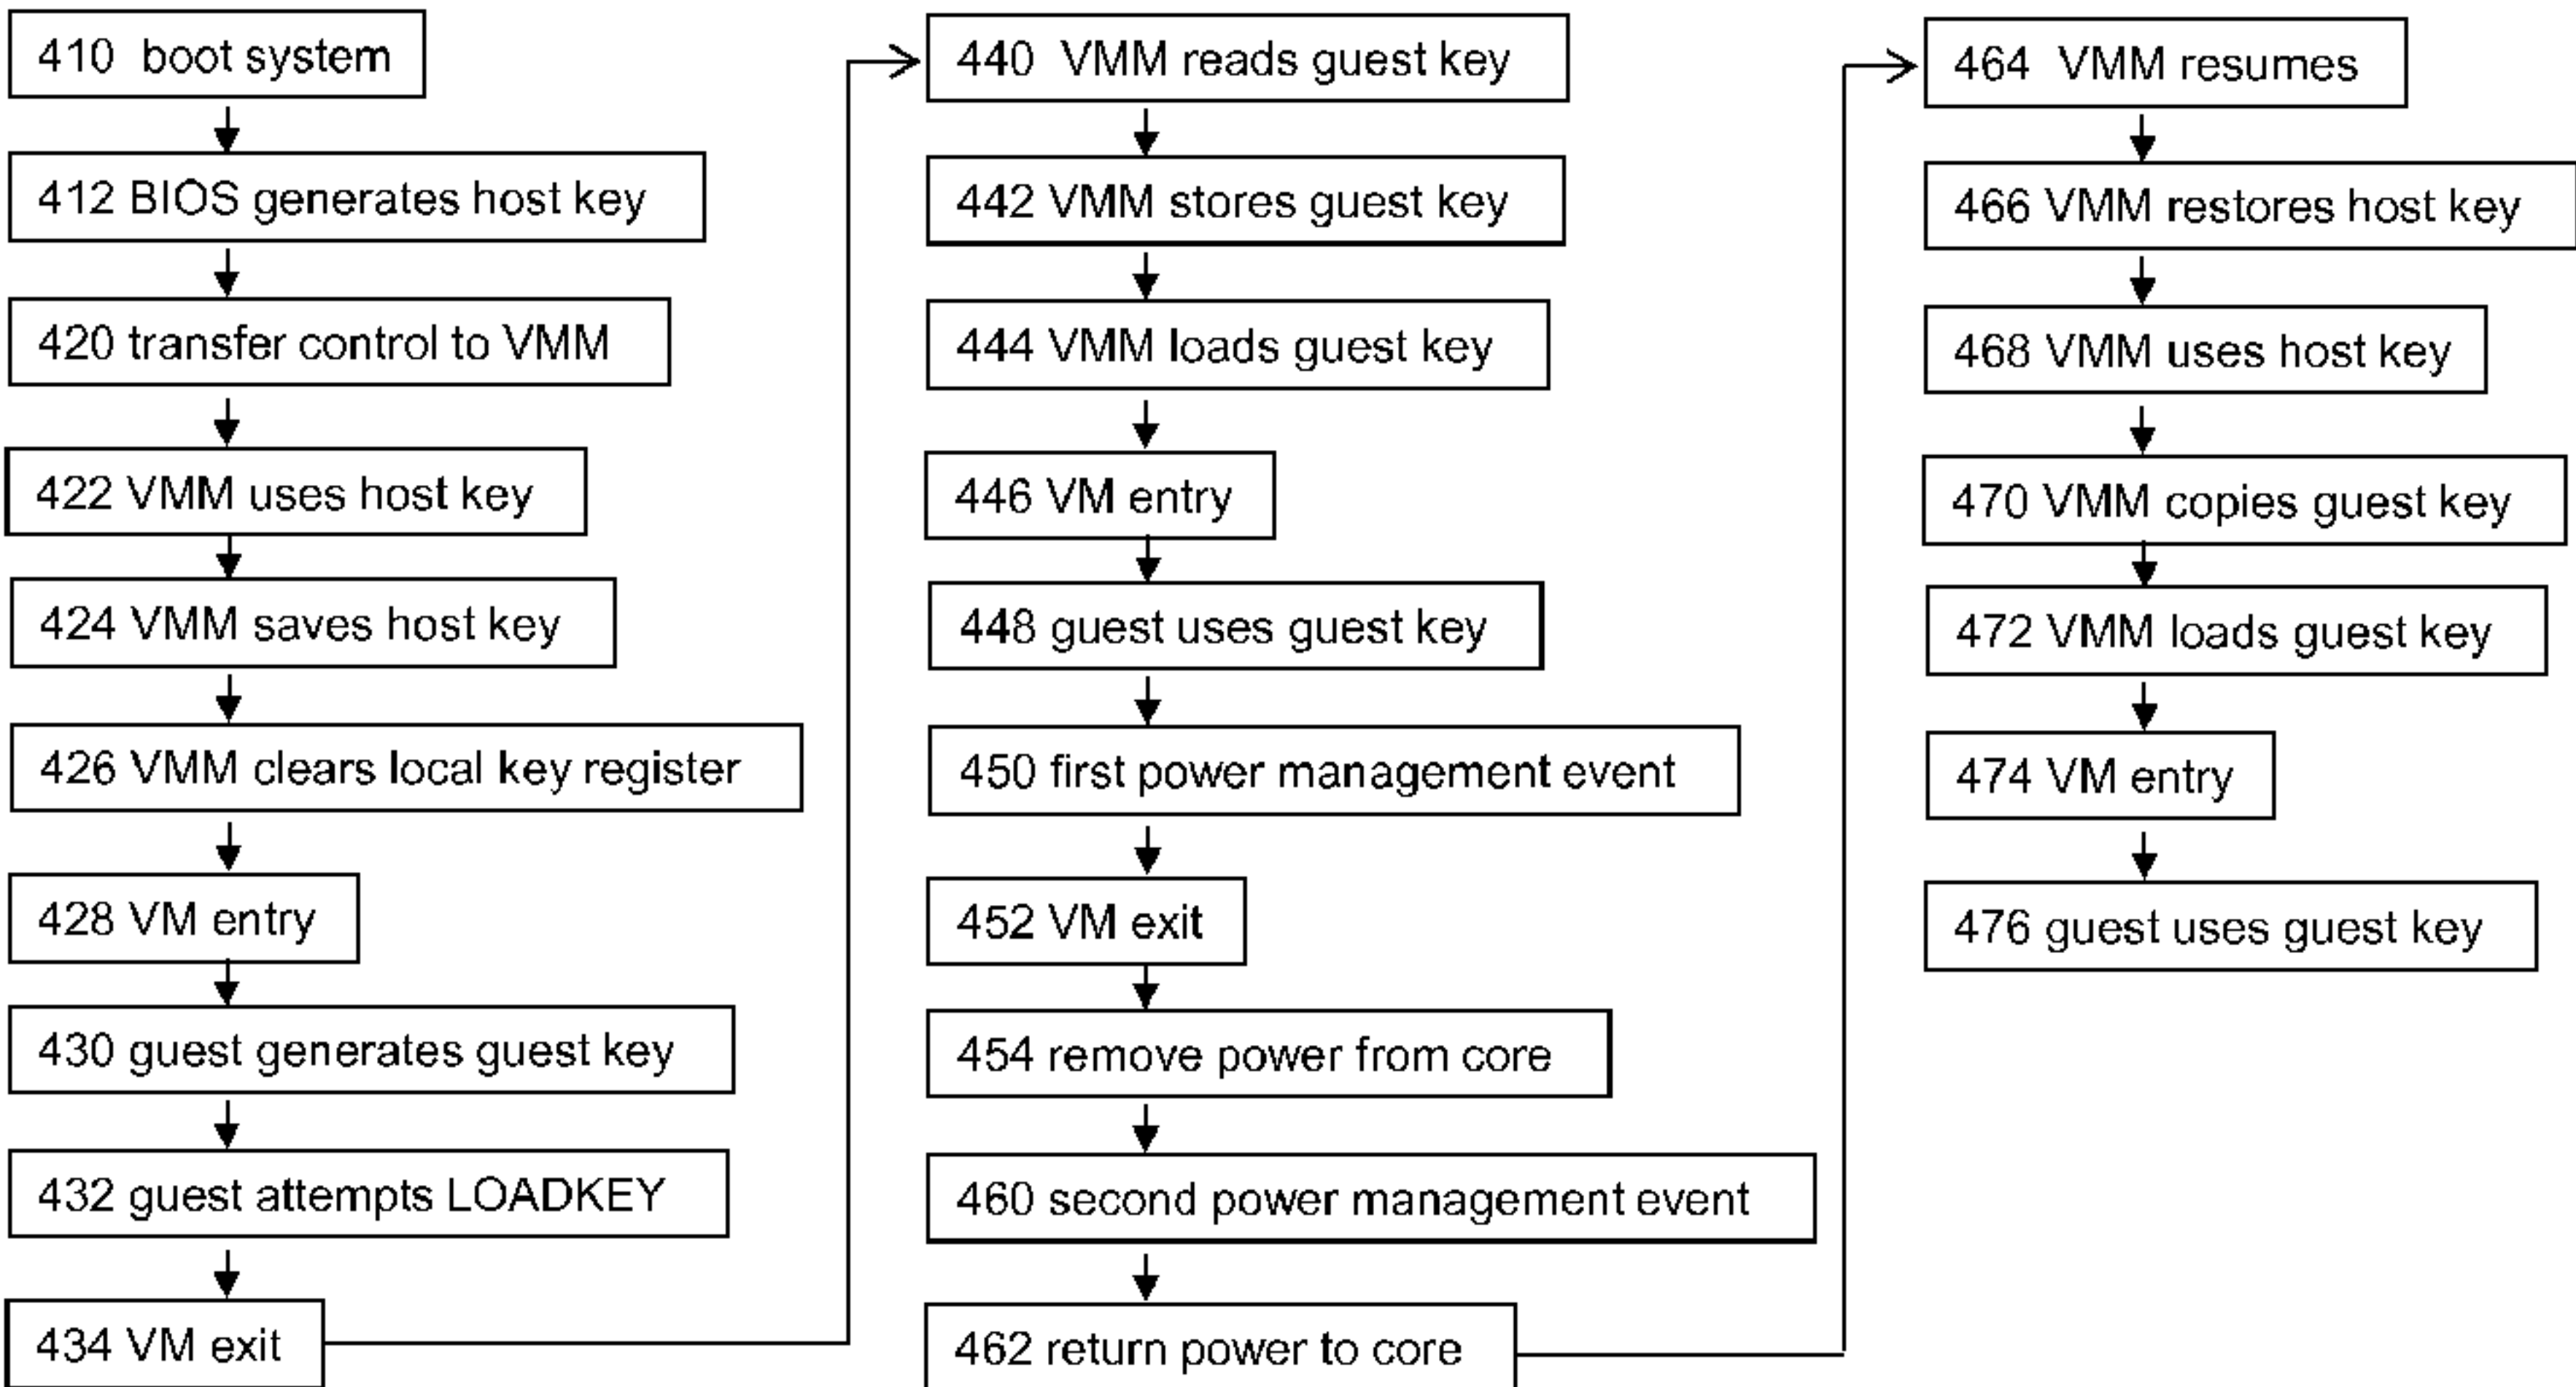 410 boot system
412 BIOS generates host key
420 transfer control to VMM
422 VMM uses host key
424 VMM saves host key
426 VMM clears local key register
428 VM entry
430 guest generates guest key
432 guest attempts LOADKEY
434 VM exit
440 VMM reads guest key
442 VMM stores guest key
444 VMM loads guest key
446 VM entry
448 guest uses guest key
450 first power management event
452 VM exit
454 remove power from core
460 second power management event
462 return power to core
464 VMM resumes
466 VMM restores host key
468 VMM uses host key
470 VMM copies guest key
472 VMM loads guest key
474 VM entry
476 guest uses guest key